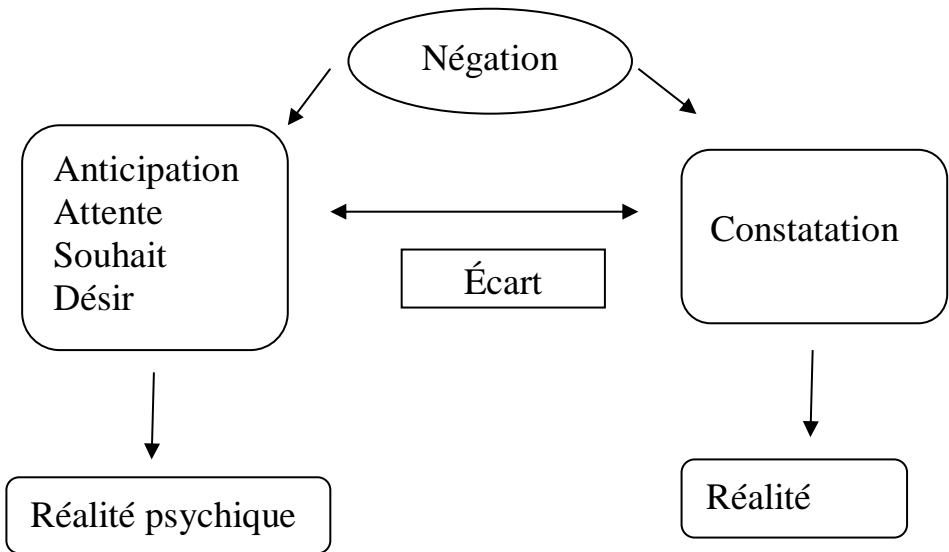 Négation
Anticipation
Attente
Souhait
Désir
Constatation
Écart
Réalité psychique
Réalité